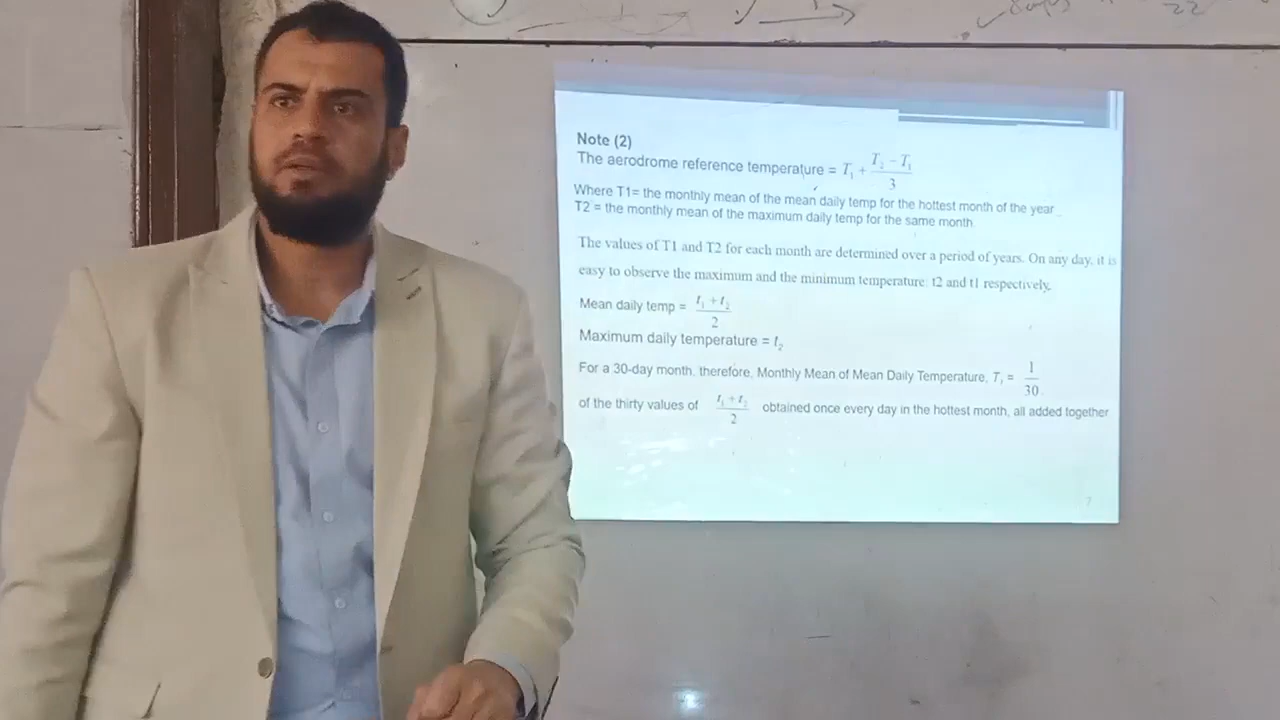 Note (2)
The aerodrome reference temperature = T₁ + (T₂ − T₁)/3
Where T1= the monthly mean of the mean daily temp for the hottest month of the year
T2 = the monthly mean of the maximum daily temp for the same month
The values of T1 and T2 for each month are determined over a period of years. On any day, it is
easy to observe the maximum and the minimum temperature: t2 and t1 respectively,
Mean daily temp = (t₁ + t₂)/2
Maximum daily temperature = t₂
For a 30-day month, therefore, Monthly Mean of Mean Daily Temperature, T₁ = 1/30
of the thirty values of (t₁ + t₂)/2 obtained once every day in the hottest month, all added together
7